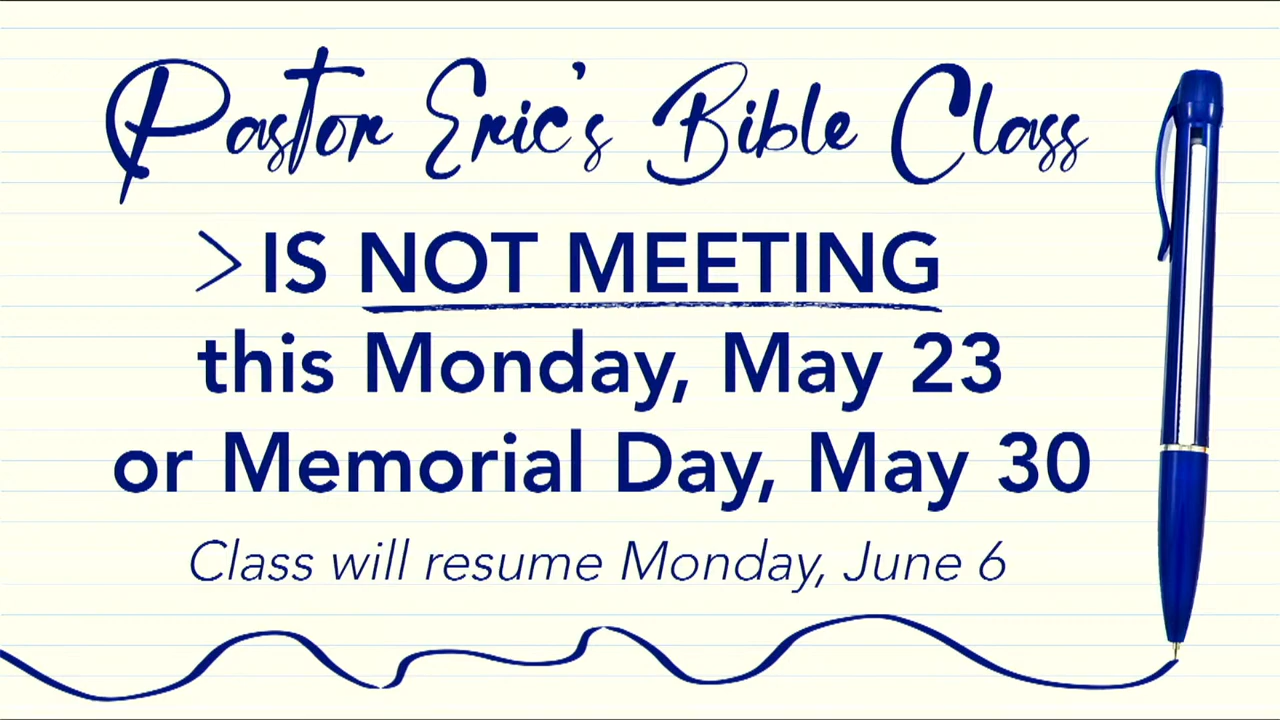 Pastor Eric's Bible Class
> IS NOT MEETING
this Monday, May 23
or Memorial Day, May 30
Class will resume Monday, June 6